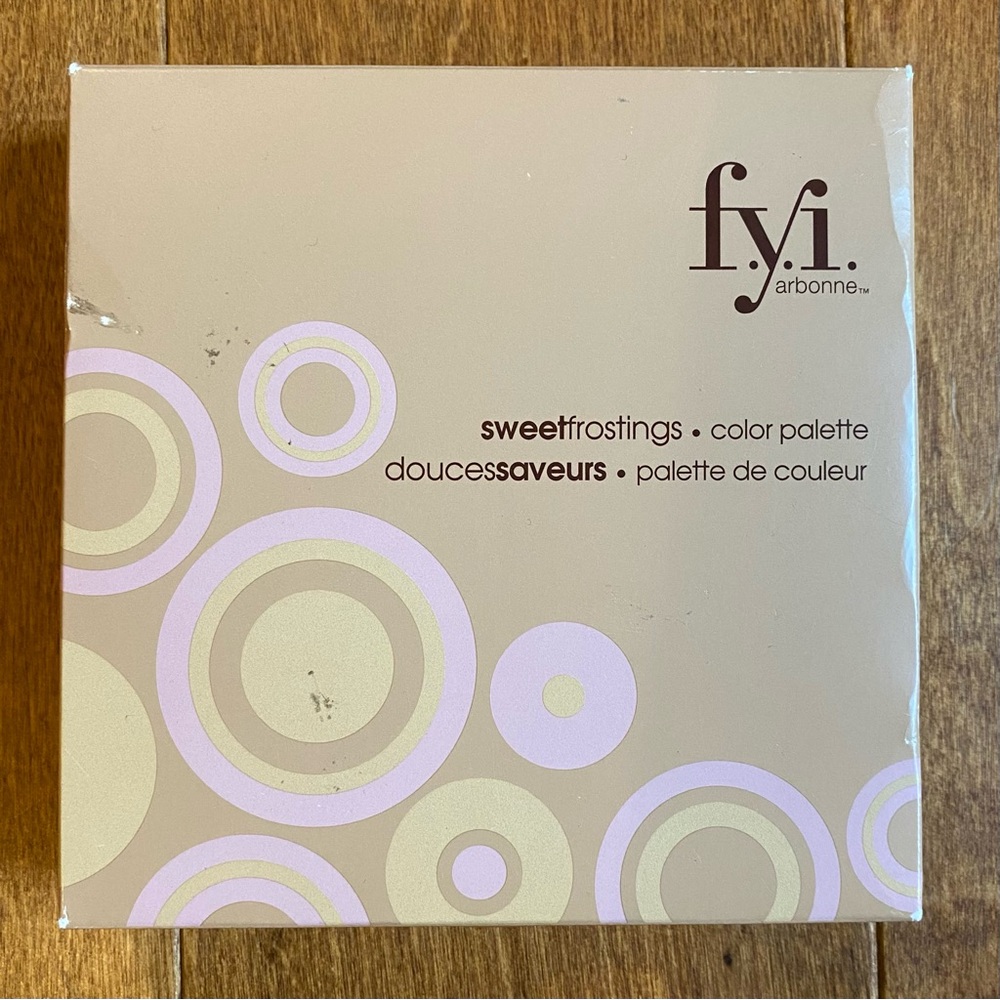 f.y.i.
arbonne™
sweetfrostings • color palette
doucessaveurs • palette de couleur